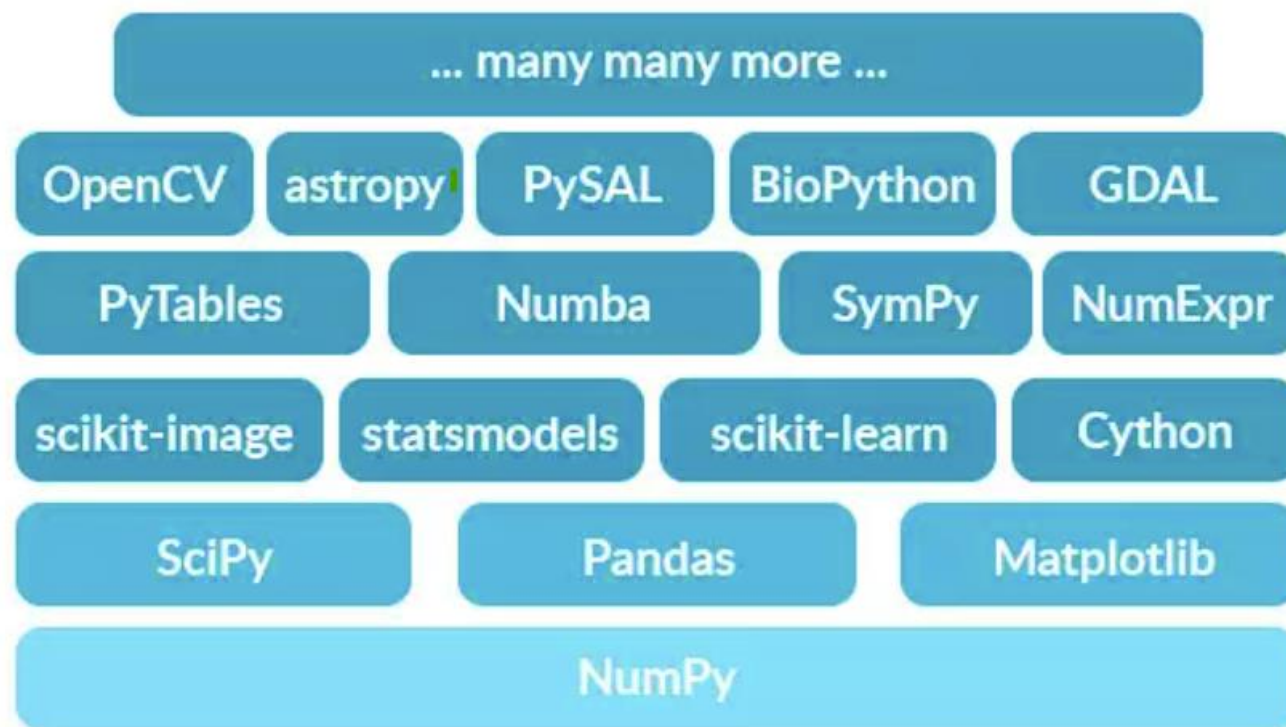 ... many many more ...
OpenCV astropy PySAL BioPython GDAL
PyTables Numba SymPy NumExpr
scikit-image statsmodels scikit-learn Cython
SciPy Pandas Matplotlib
NumPy